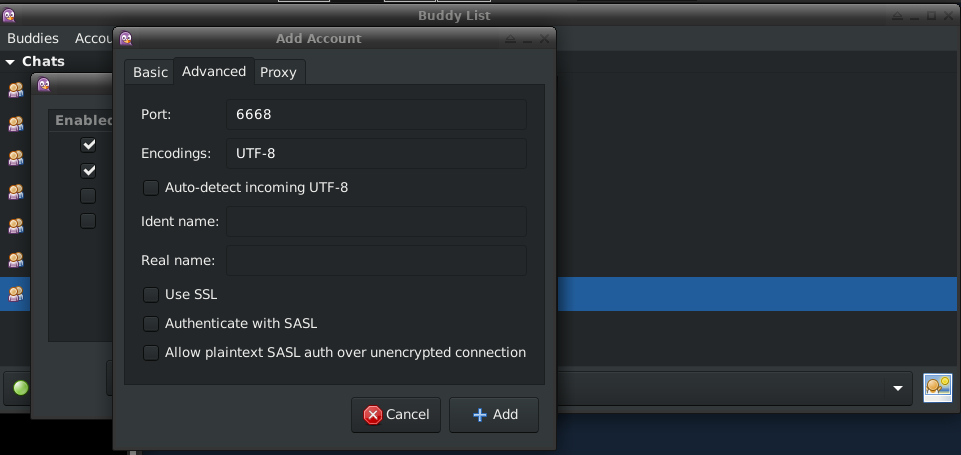 Buddy List
Buddies Accou
Add Account
Chats
Basic Advanced Proxy
Enabled
Port: 6668
Encodings: UTF-8
Auto-detect incoming UTF-8
Ident name:
Real name:
Use SSL
Authenticate with SASL
Allow plaintext SASL auth over unencrypted connection
Cancel Add